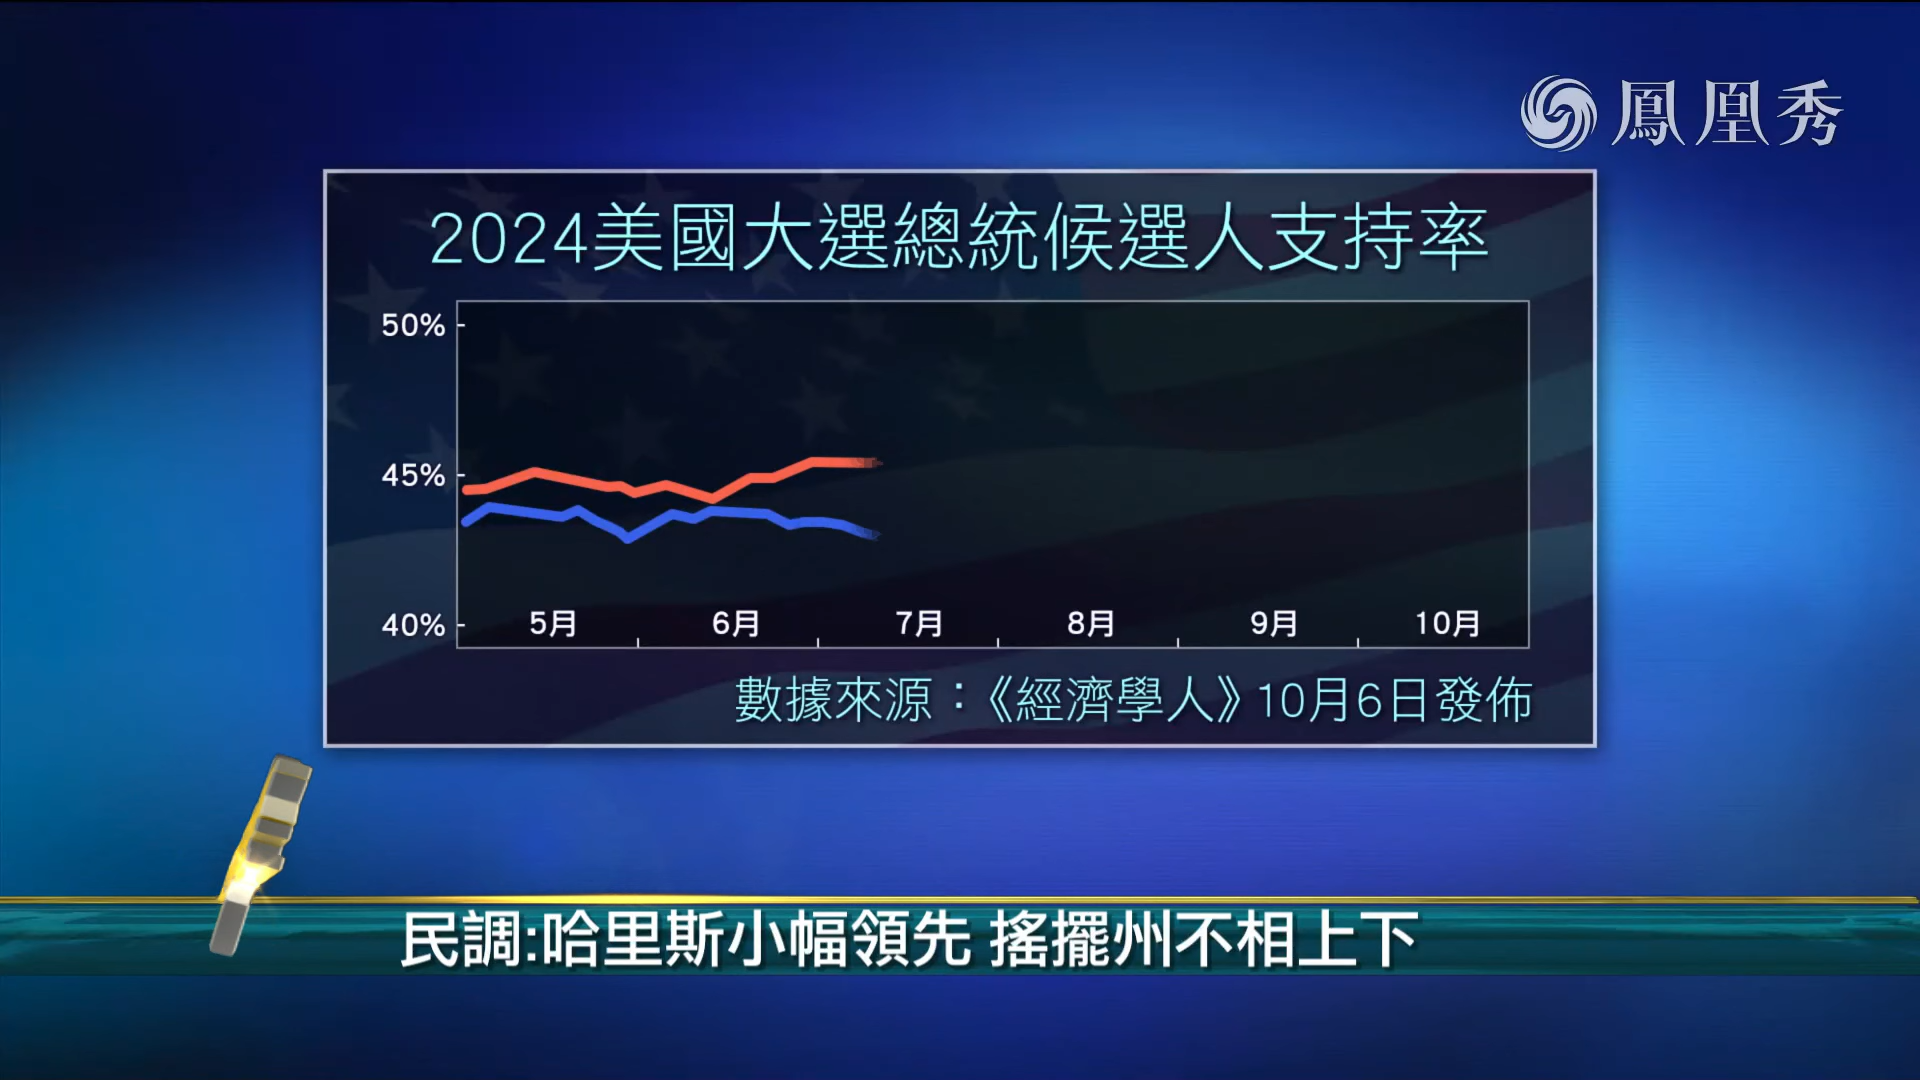 鳳凰秀
2024美國大選總統候選人支持率
50%
45%
40%
5月 6月 7月 8月 9月 10月
數據來源：《經濟學人》10月6日發佈
民調:哈里斯小幅領先 搖擺州不相上下